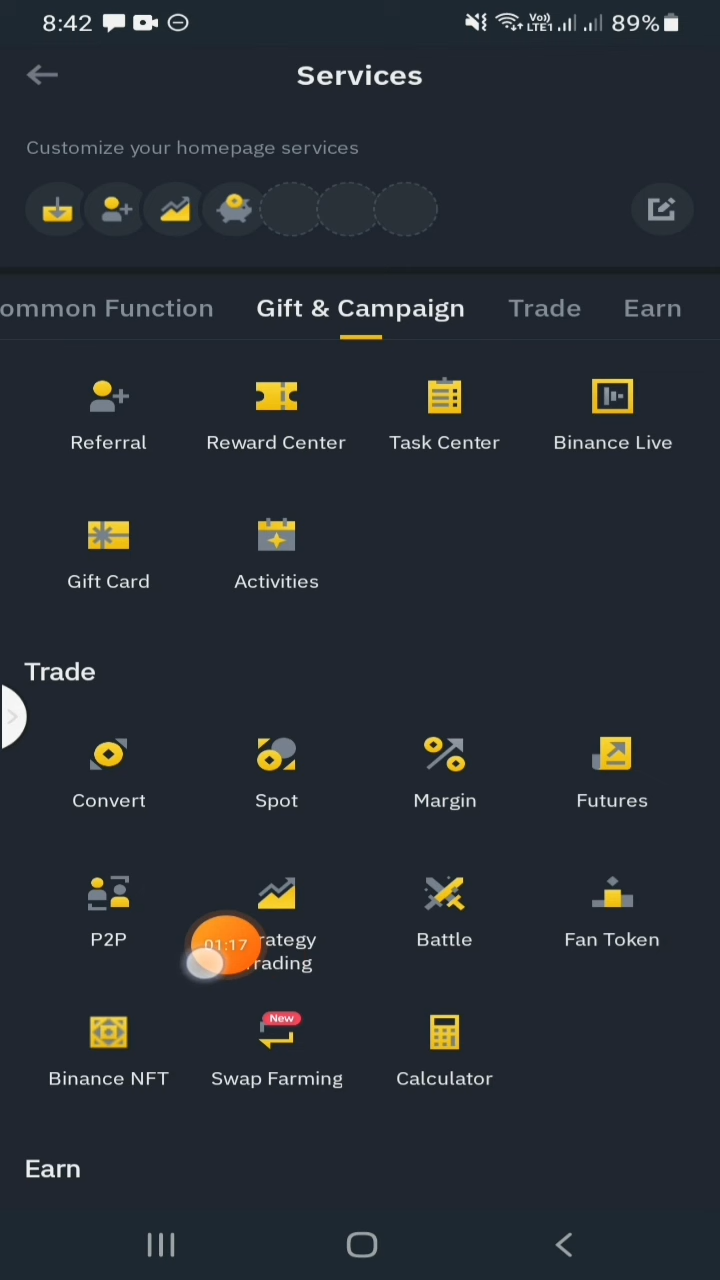 8:42 Vo)) LTE1 89%
Services
Customize your homepage services
ommon Function Gift & Campaign Trade Earn
Referral Reward Center Task Center Binance Live
Gift Card Activities
Trade
Convert Spot Margin Futures
P2P rategy Battle Fan Token
01:17
rading
New
Binance NFT Swap Farming Calculator
Earn